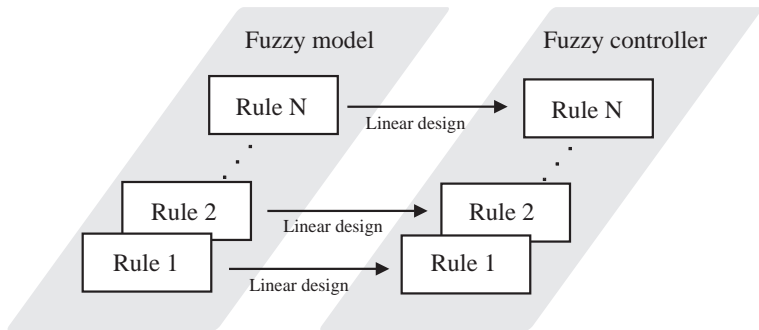 Fuzzy model
Fuzzy controller
Rule N
Linear design
Rule N
Rule 2
Linear design
Rule 2
Rule 1
Linear design
Rule 1